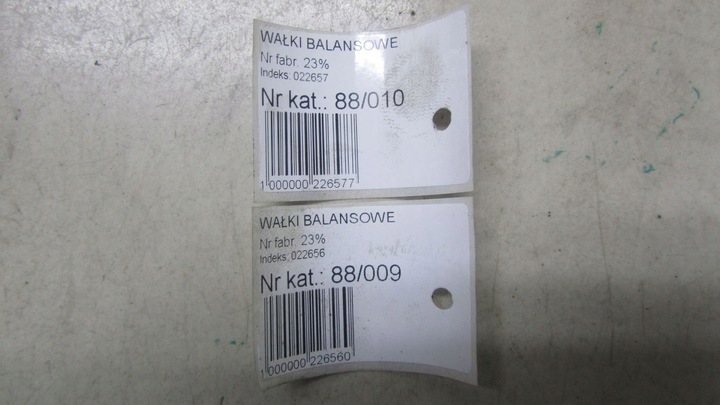 WAŁKI BALANSOWE
Nr fabr. 23%
Indeks: 022657
Nr kat.: 88/010
1 000000 226577
WAŁKI BALANSOWE
Nr fabr. 23%
Indeks: 022656
Nr kat.: 88/009
1 000000 226560